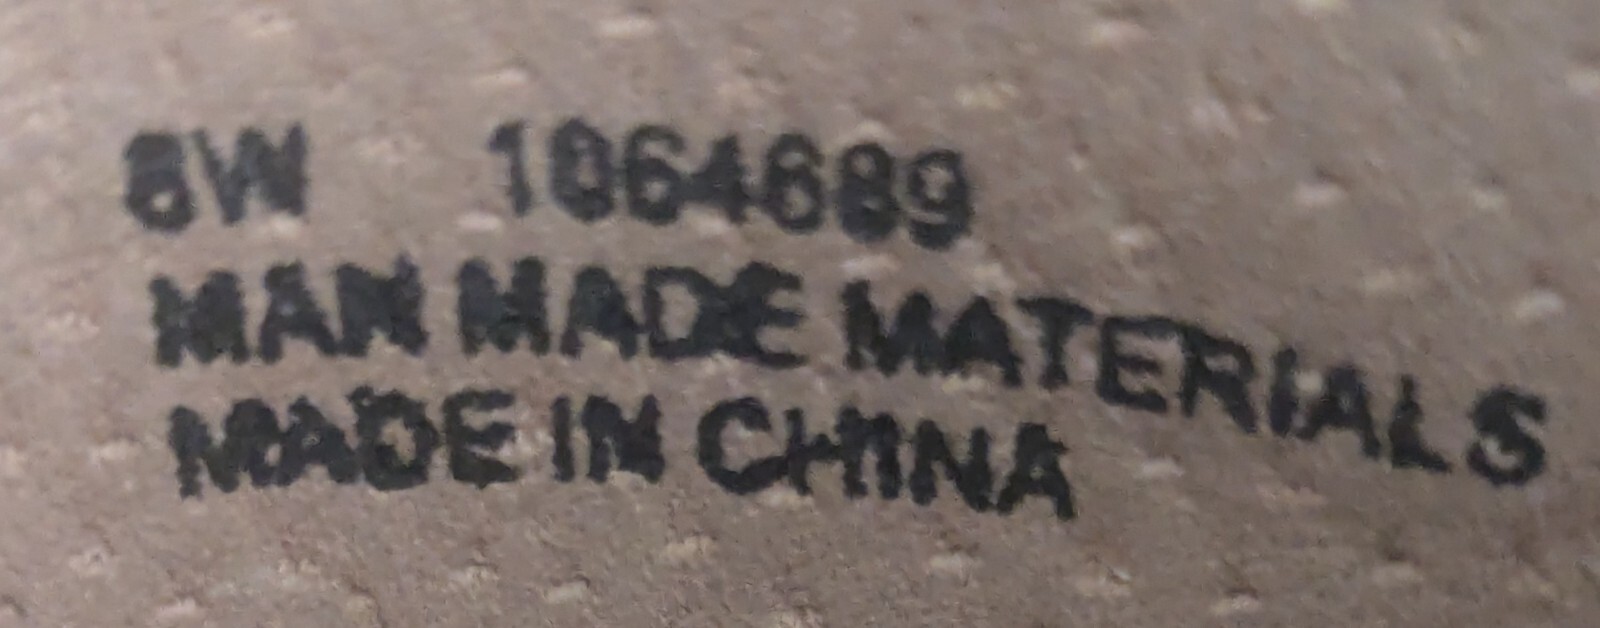 8W 1064689
MAN MADE MATERIALS
MADE IN CHINA